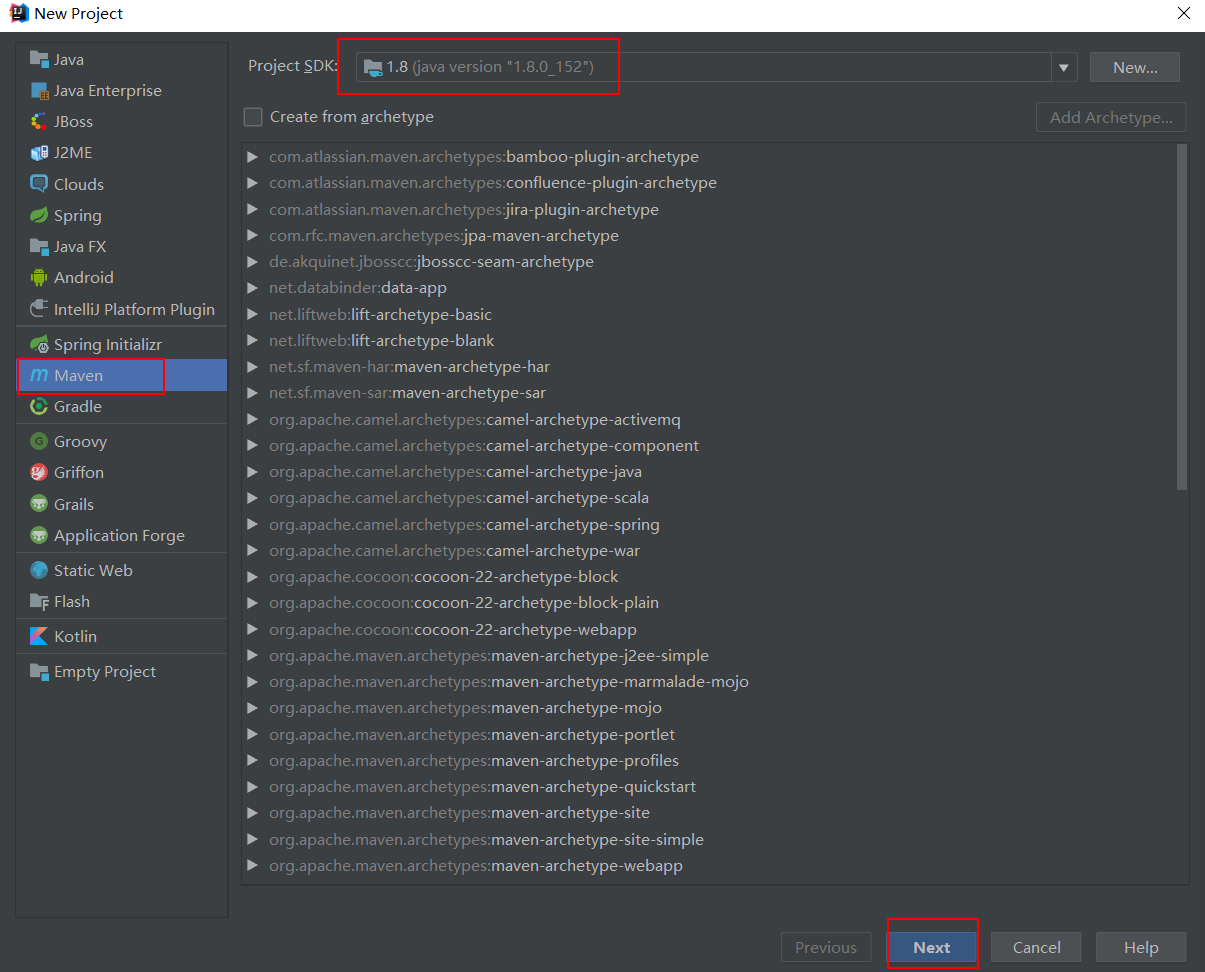 New Project
Java
Java Enterprise
JBoss
J2ME
Clouds
Spring
Java FX
Android
IntelliJ Platform Plugin
Spring Initializr
Maven
Gradle
Groovy
Griffon
Grails
Application Forge
Static Web
Flash
Kotlin
Empty Project
Project SDK: 1.8 (java version "1.8.0_152") New...
Create from archetype Add Archetype...
com.atlassian.maven.archetypes:bamboo-plugin-archetype
com.atlassian.maven.archetypes:confluence-plugin-archetype
com.atlassian.maven.archetypes:jira-plugin-archetype
com.rfc.maven.archetypes:jpa-maven-archetype
de.akquinet.jbosscc:jbosscc-seam-archetype
net.databinder:data-app
net.liftweb:lift-archetype-basic
net.liftweb:lift-archetype-blank
net.sf.maven-har:maven-archetype-har
net.sf.maven-sar:maven-archetype-sar
org.apache.camel.archetypes:camel-archetype-activemq
org.apache.camel.archetypes:camel-archetype-component
org.apache.camel.archetypes:camel-archetype-java
org.apache.camel.archetypes:camel-archetype-scala
org.apache.camel.archetypes:camel-archetype-spring
org.apache.camel.archetypes:camel-archetype-war
org.apache.cocoon:cocoon-22-archetype-block
org.apache.cocoon:cocoon-22-archetype-block-plain
org.apache.cocoon:cocoon-22-archetype-webapp
org.apache.maven.archetypes:maven-archetype-j2ee-simple
org.apache.maven.archetypes:maven-archetype-marmalade-mojo
org.apache.maven.archetypes:maven-archetype-mojo
org.apache.maven.archetypes:maven-archetype-portlet
org.apache.maven.archetypes:maven-archetype-profiles
org.apache.maven.archetypes:maven-archetype-quickstart
org.apache.maven.archetypes:maven-archetype-site
org.apache.maven.archetypes:maven-archetype-site-simple
org.apache.maven.archetypes:maven-archetype-webapp
Previous Next Cancel Help